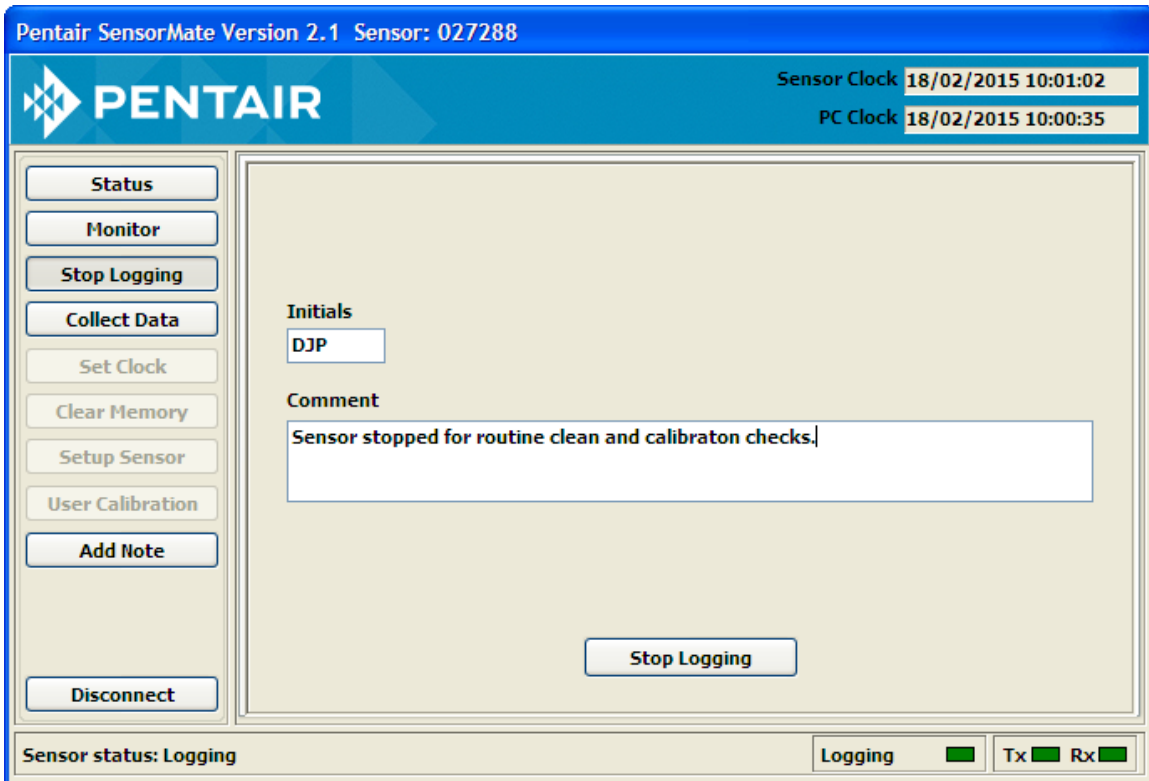 Pentair SensorMate Version 2.1 Sensor: 027288
PENTAIR
Sensor Clock 18/02/2015 10:01:02
PC Clock 18/02/2015 10:00:35
Status
Monitor
Stop Logging
Collect Data
Set Clock
Clear Memory
Setup Sensor
User Calibration
Add Note
Disconnect
Initials
DJP
Comment
Sensor stopped for routine clean and calibraton checks.
Stop Logging
Sensor status: Logging
Logging
Tx Rx